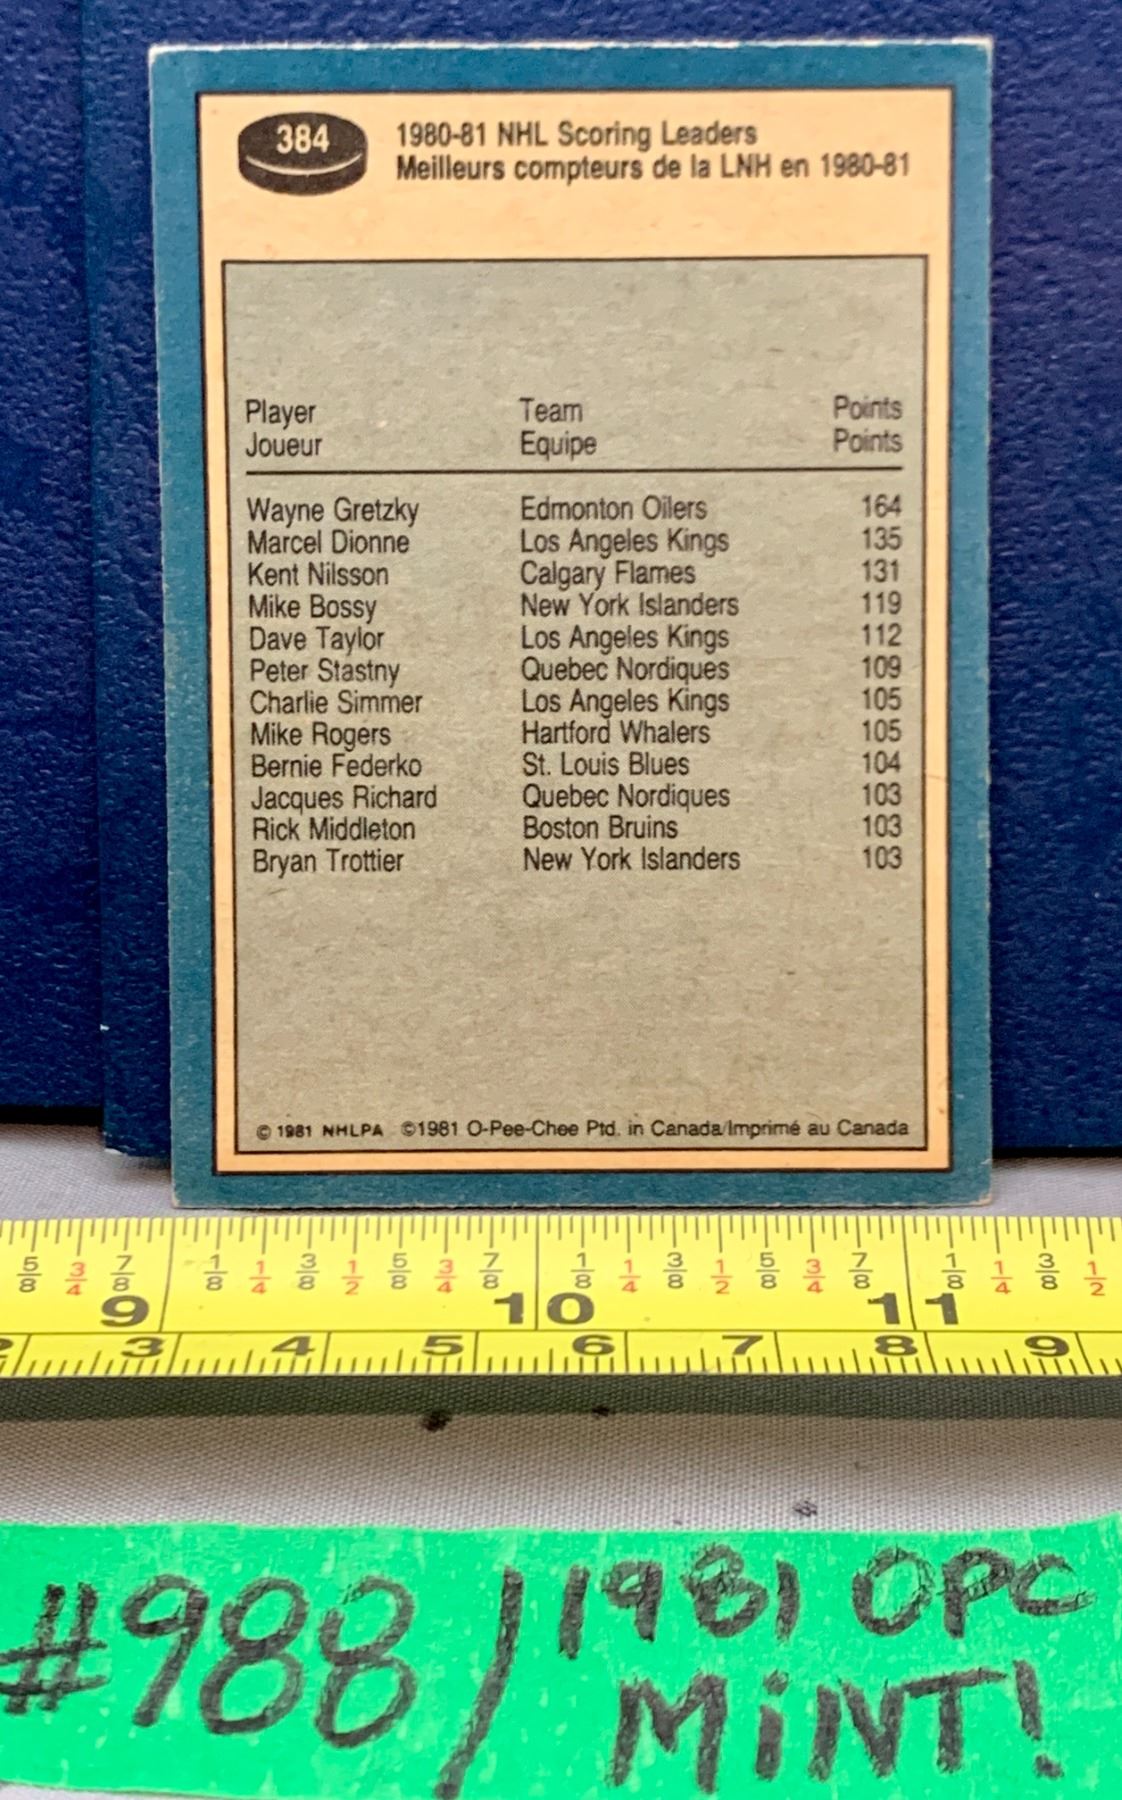 384
1980-81 NHL Scoring Leaders
Meilleurs compteurs de la LNH en 1980-81
Player Team Points
Joueur Equipe Points
Wayne Gretzky Edmonton Oilers 164
Marcel Dionne Los Angeles Kings 135
Kent Nilsson Calgary Flames 131
Mike Bossy New York Islanders 119
Dave Taylor Los Angeles Kings 112
Peter Stastny Quebec Nordiques 109
Charlie Simmer Los Angeles Kings 105
Mike Rogers Hartford Whalers 105
Bernie Federko St. Louis Blues 104
Jacques Richard Quebec Nordiques 103
Rick Middleton Boston Bruins 103
Bryan Trottier New York Islanders 103
© 1981 NHLPA ©1981 O-Pee-Chee Ptd. in Canada/Imprimé au Canada
5/8 3/4 7/8 1/8 1/4 3/8 1/2 5/8 3/4 7/8 1/8 1/4 3/8 1/2 5/8 3/4 7/8 1/8 1/4 3/8 1/2
9 10 11
2 3 4 5 6 7 8 9
#988 / 1981 OPC
MiNT!